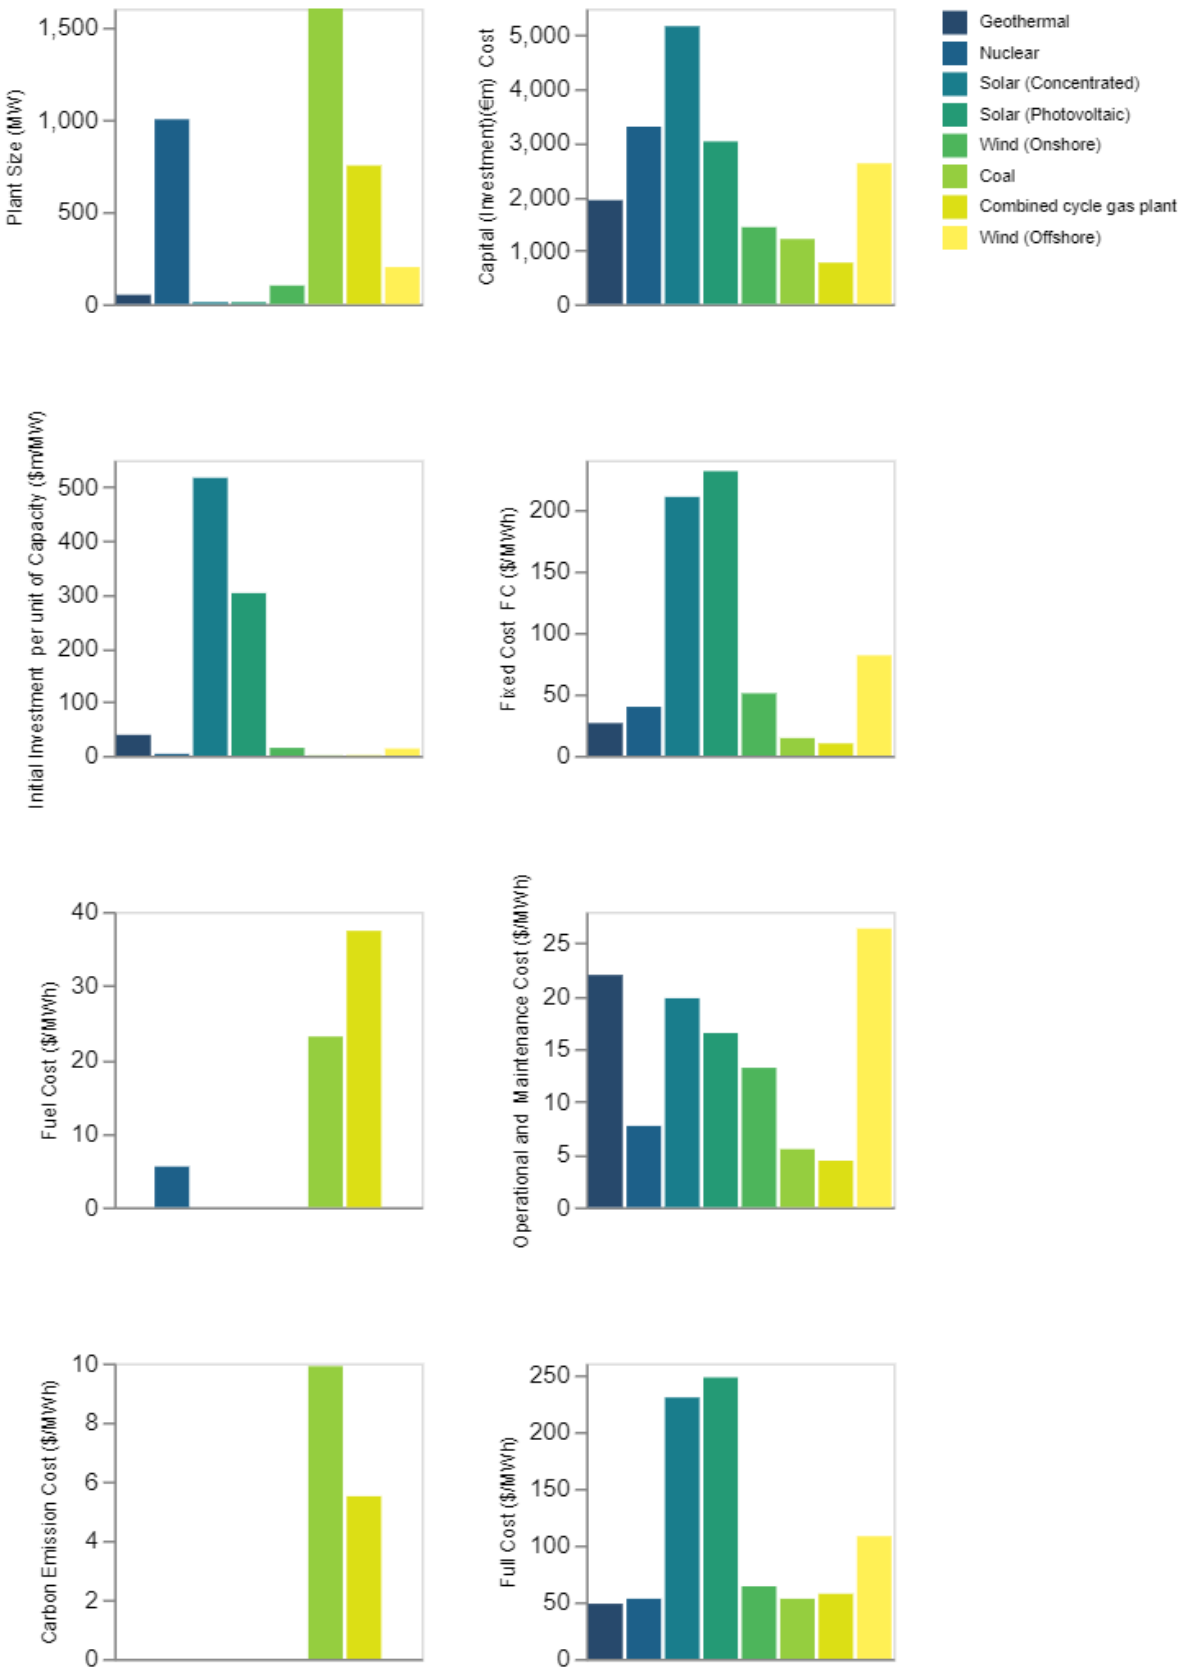 Plant Size (MW)
1,500
1,000
500
0
Capital (Investment)(€m) Cost
5,000
4,000
3,000
2,000
1,000
0
Geothermal
Nuclear
Solar (Concentrated)
Solar (Photovoltaic)
Wind (Onshore)
Coal
Combined cycle gas plant
Wind (Offshore)
Initial Investment per unit of Capacity ($m/MW)
500
400
300
200
100
0
Fixed Cost FC ($/MWh)
200
150
100
50
0
Fuel Cost ($/MWh)
40
30
20
10
0
Operational and Maintenance Cost ($/MWh)
25
20
15
10
5
0
Carbon Emission Cost ($/MWh)
10
8
6
4
2
0
Full Cost ($/MWh)
250
200
150
100
50
0